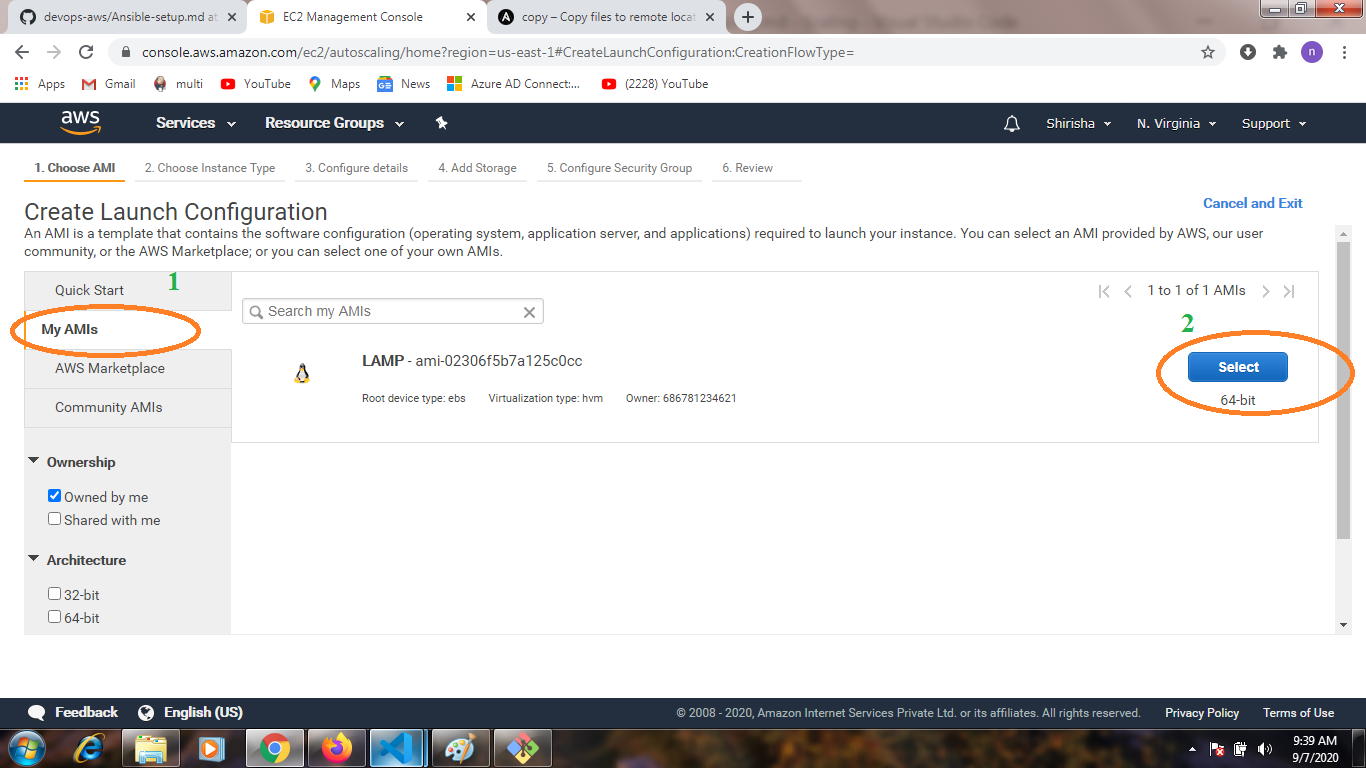 devops-aws/Ansible-setup.md at
EC2 Management Console
copy – Copy files to remote locat
console.aws.amazon.com/ec2/autoscaling/home?region=us-east-1#CreateLaunchConfiguration:CreationFlowType=
n
Apps
Gmail
multi
YouTube
Maps
News
Azure AD Connect:...
(2228) YouTube
aws
Services
Resource Groups
Shirisha
N. Virginia
Support
1. Choose AMI
2. Choose Instance Type
3. Configure details
4. Add Storage
5. Configure Security Group
6. Review
Create Launch Configuration
Cancel and Exit
An AMI is a template that contains the software configuration (operating system, application server, and applications) required to launch your instance. You can select an AMI provided by AWS, our user
community, or the AWS Marketplace; or you can select one of your own AMIs.
Quick Start
1
My AMIs
AWS Marketplace
Community AMIs
Search my AMIs
1 to 1 of 1 AMIs
2
LAMP - ami-02306f5b7a125c0cc
Select
Root device type: ebs
Virtualization type: hvm
Owner: 686781234621
64-bit
Ownership
Owned by me
Shared with me
Architecture
32-bit
64-bit
Feedback
English (US)
© 2008 - 2020, Amazon Internet Services Private Ltd. or its affiliates. All rights reserved.
Privacy Policy
Terms of Use
9:39 AM
9/7/2020